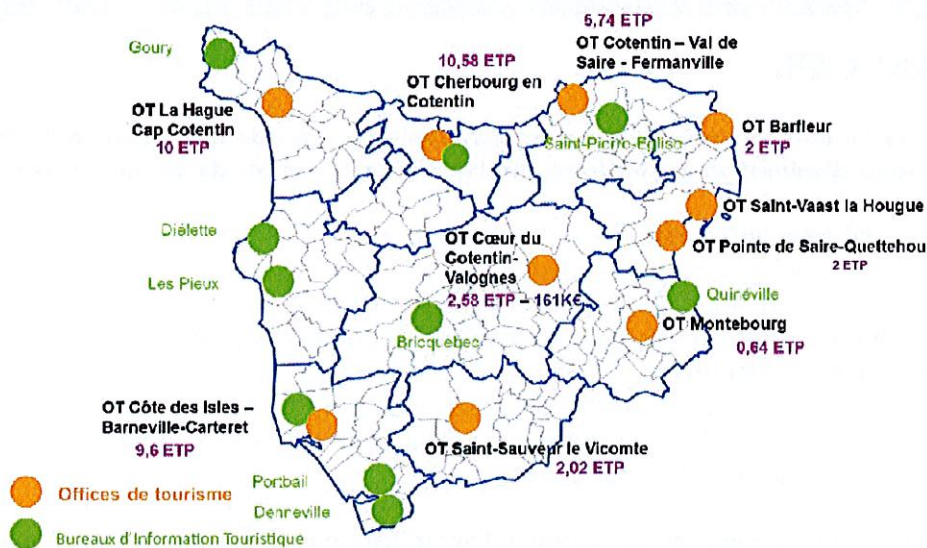 5,74 ETP
OT Cotentin – Val de
Saire - Fermanville
Goury
10,58 ETP
OT Cherbourg en
Cotentin
OT La Hague
Cap Cotentin
10 ETP
Saint-Pierre-Eglise
OT Barfleur
2 ETP
OT Saint-Vaast la Hougue
Diélette
OT Cœur du
Cotentin-
Valognes
2,58 ETP – 161K€
OT Pointe de Saire-Quettehou
2 ETP
Les Pieux
Quinéville
Bricquebec
OT Montebourg
0,64 ETP
OT Côte des Isles –
Barneville-Carteret
9,6 ETP
OT Saint-Sauveur le Vicomte
2,02 ETP
Portbail
Denneville
Offices de tourisme
Bureaux d'Information Touristique